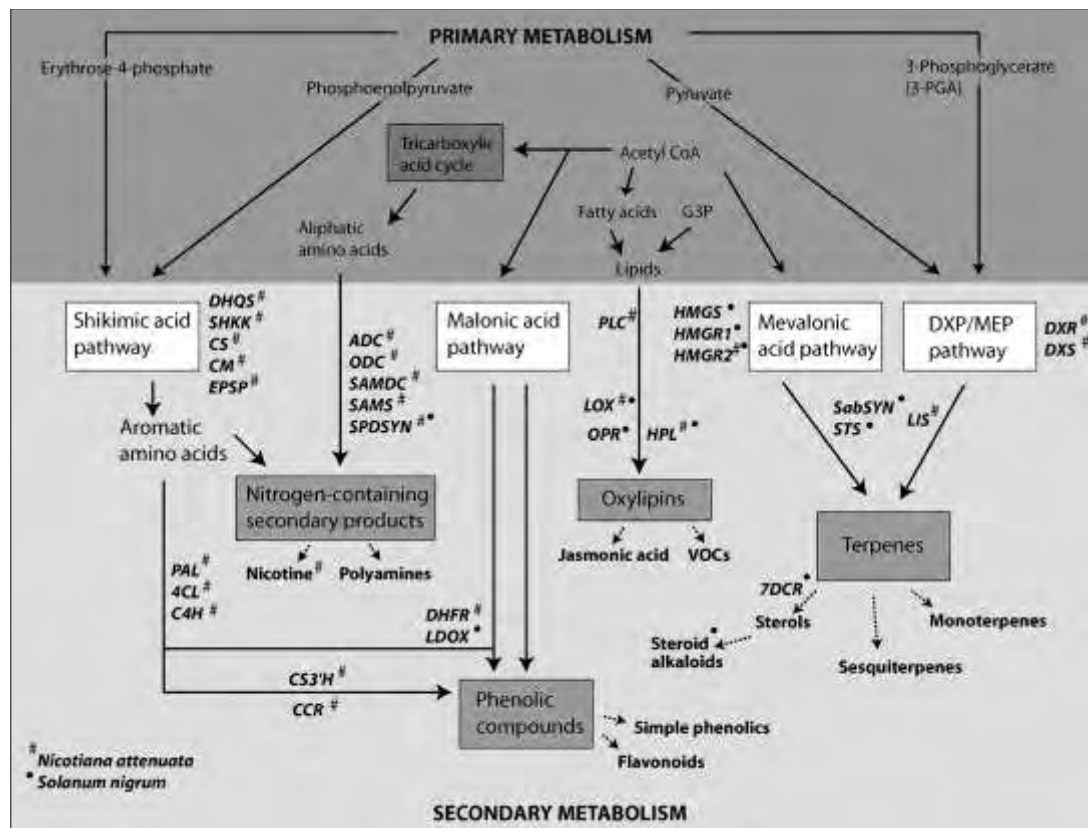 PRIMARY METABOLISM
Erythrose-4-phosphate
Phosphoenolpyruvate
Pyruvate
3-Phosphoglycerate
(3-PGA)
Tricarboxylic
acid cycle
Acetyl CoA
Fatty acids
G3P
Aliphatic
amino acids
Lipids
Shikimic acid
pathway
DHQS #
SHKK #
CS #
CM #
EPSP #
ADC #
ODC #
SAMDC #
SAMS #
SPDSYN # •
Malonic acid
pathway
PLC #
HMGS •
HMGR1 •
HMGR2 # •
Mevalonic
acid pathway
DXP/MEP
pathway
DXR #
DXS #
LOX # •
OPR •
HPL # •
SabSYN •
STS •
LIS #
Aromatic
amino acids
Nitrogen-containing
secondary products
Oxylipins
Terpenes
Nicotine #
Polyamines
Jasmonic acid
VOCs
PAL #
4CL #
C4H #
7DCR •
Sterols
Monoterpenes
Steroid •
alkaloids
Sesquiterpenes
DHFR #
LDOX •
CS3'H #
CCR #
Phenolic
compounds
Simple phenolics
Flavonoids
# Nicotiana attenuata
• Solanum nigrum
SECONDARY METABOLISM